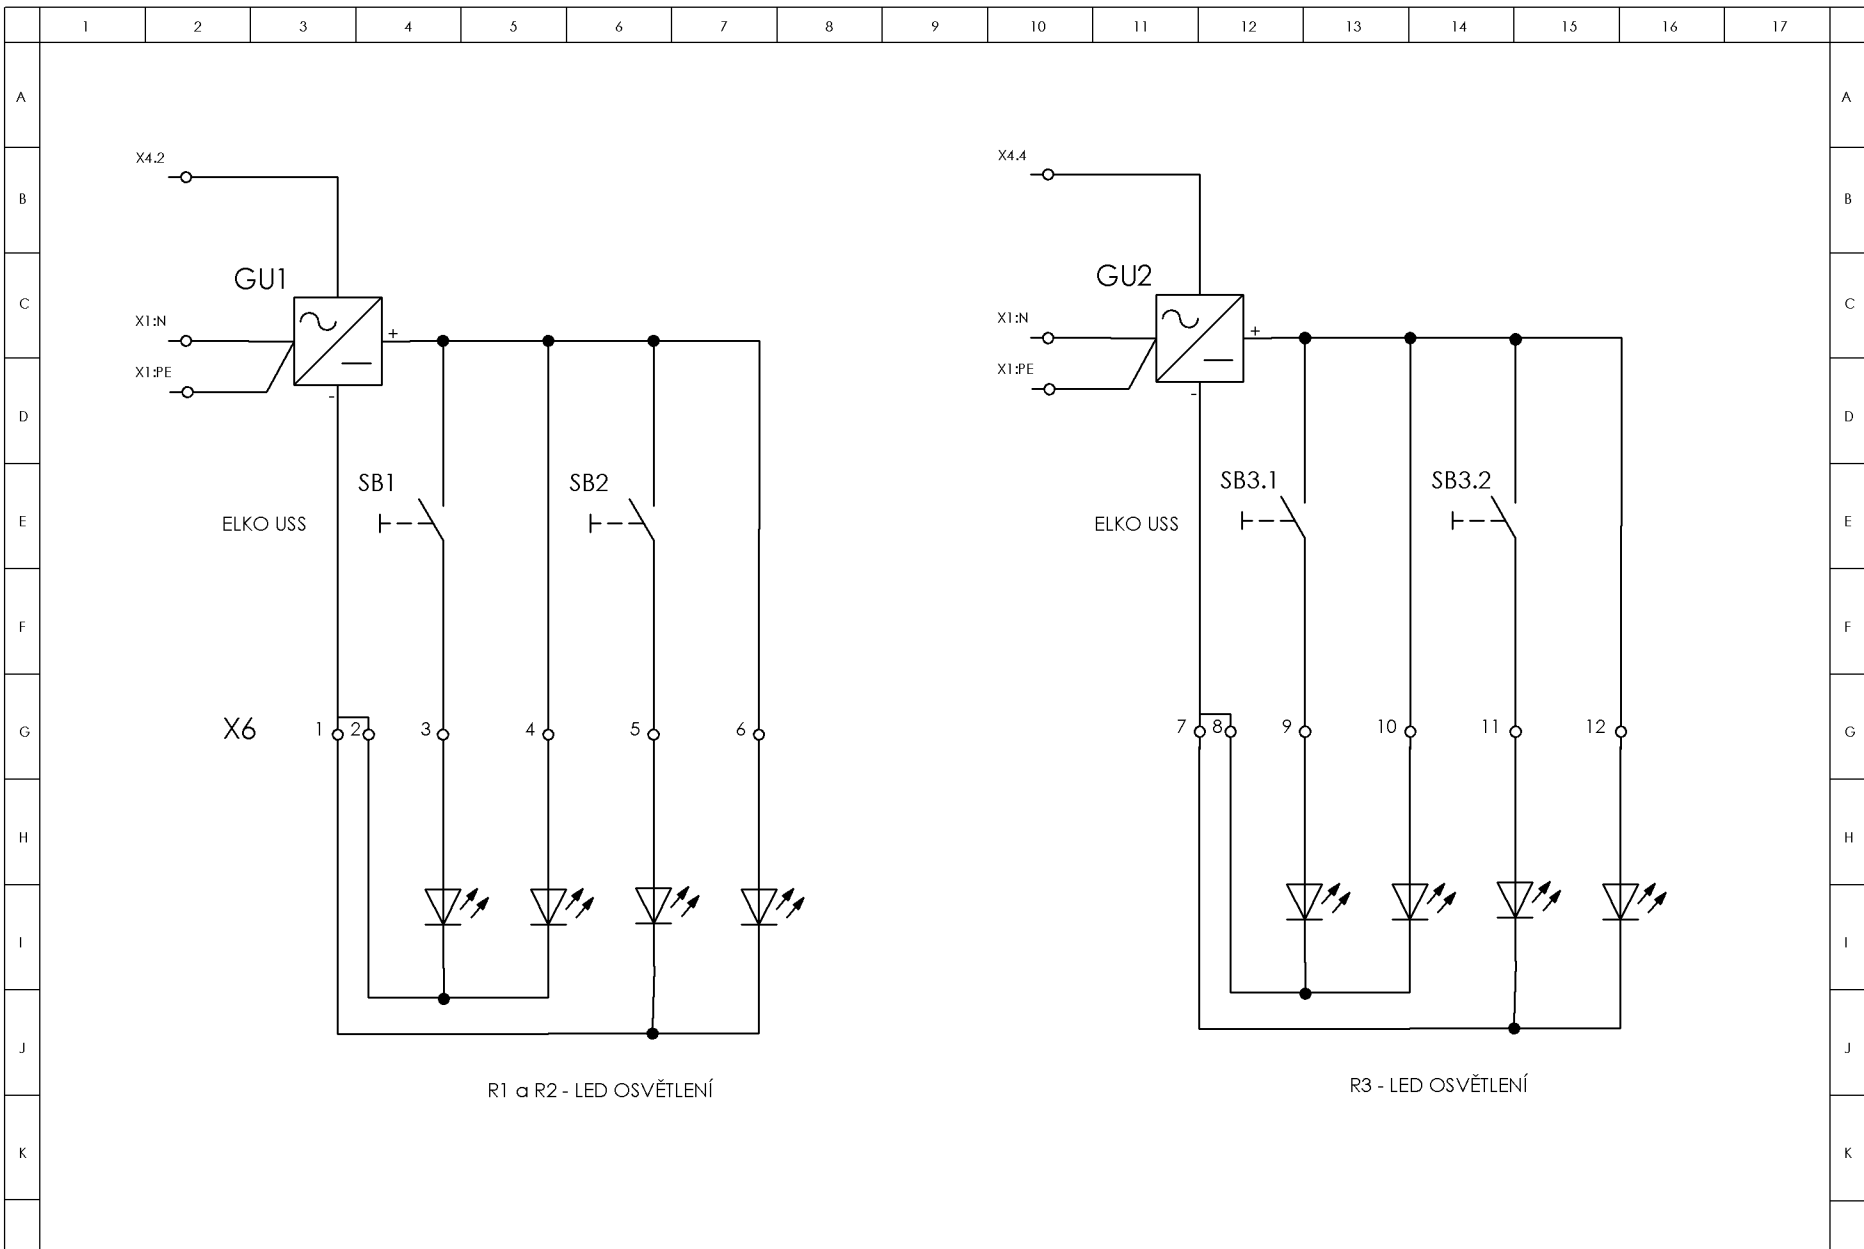 1 2 3 4 5 6 7 8 9 10 11 12 13 14 15 16 17
A A
X4.2 X4.4
B B
GU1 GU2
C C
X1:N + X1:N +
X1:PE X1:PE
- -
D D
SB1 SB2 SB3.1 SB3.2
E ELKO USS ELKO USS E
F F
G X6 1 2 3 4 5 6 7 8 9 10 11 12 G
H H
I I
J J
R1 a R2 - LED OSVĚTLENÍ R3 - LED OSVĚTLENÍ
K K